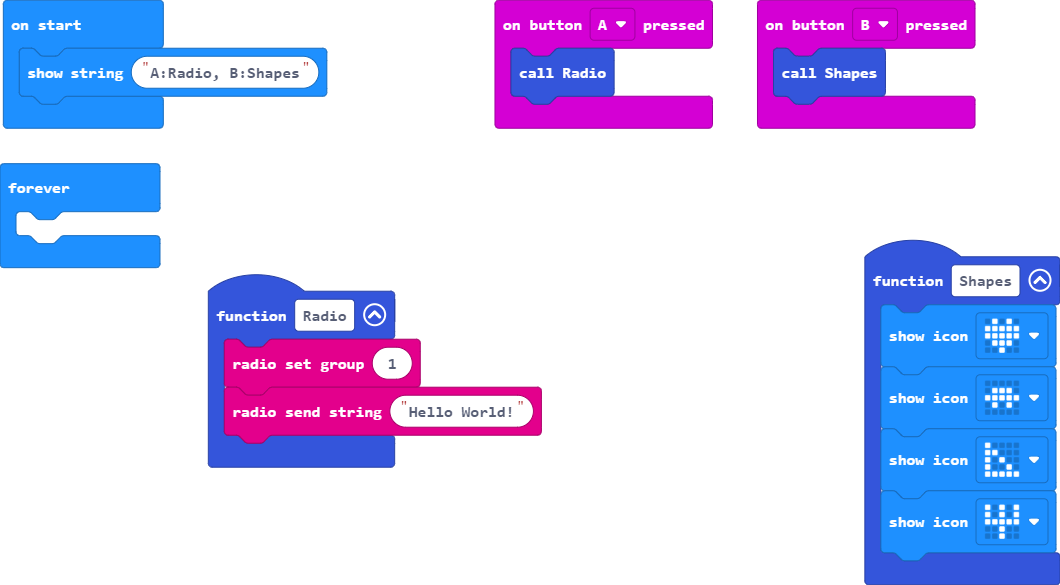 on start
show string "A:Radio, B:Shapes"
on button A pressed
call Radio
on button B pressed
call Shapes
forever
function Radio
radio set group 1
radio send string "Hello World!"
function Shapes
show icon
show icon
show icon
show icon